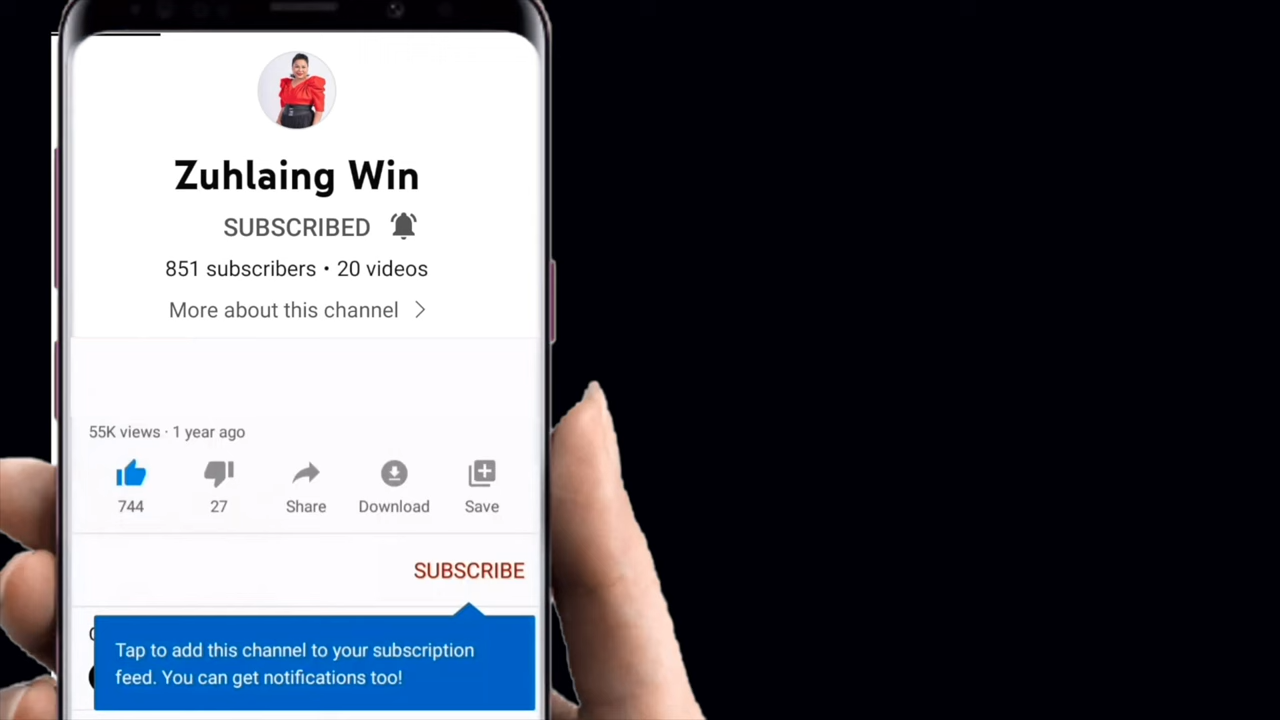 Zuhlaing Win
SUBSCRIBED
851 subscribers • 20 videos
More about this channel
55K views · 1 year ago
744
27
Share
Download
Save
SUBSCRIBE
Tap to add this channel to your subscription
feed. You can get notifications too!